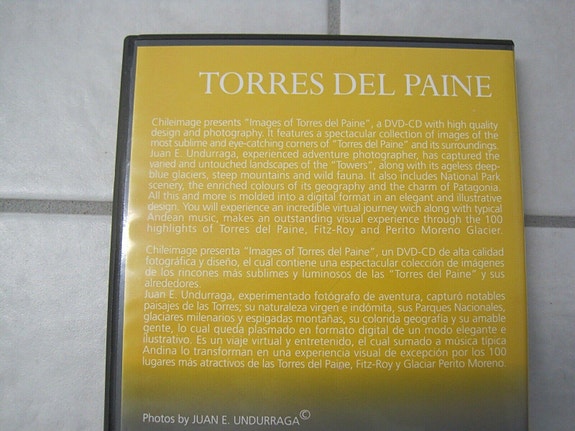 TORRES DEL PAINE
Chileimage presents "Images of Torres del Paine", a DVD-CD with high quality
design and photography. It features a spectacular collection of images of the
most sublime and eye-catching corners of "Torres del Paine" and its surroundings.
Juan E. Undurraga, experienced adventure photographer, has captured the
varied and untouched landscapes of the "Towers", along with its ageless deep-
blue glaciers, steep mountains and wild fauna. It also includes National Park
scenery, the enriched colours of its geography and the charm of Patagonia.
All this and more is molded into a digital format in an elegant and illustrative
design. You will experience an incredible virtual journey wich along with typical
Andean music, makes an outstanding visual experience through the 100
highlights of Torres del Paine, Fitz-Roy and Perito Moreno Glacier.
Chileimage presenta "Images of Torres del Paine", un DVD-CD de alta calidad
fotográfica y diseño, el cual contiene una espectacular colección de imágenes
de los rincones más sublimes y luminosos de las "Torres del Paine" y sus
alrededores.
Juan E. Undurraga, experimentado fotógrafo de aventura, capturó notables
paisajes de las Torres; su naturaleza virgen e indómita, sus Parques Nacionales,
glaciares milenarios y espigadas montañas, su colorida geografía y su amable
gente, lo cual queda plasmado en formato digital de un modo elegante e
ilustrativo. Es un viaje virtual y entretenido, el cual sumado a música típica
Andina lo transforman en una experiencia visual de excepción por los 100
lugares más atractivos de las Torres del Paine, Fitz-Roy y Glaciar Perito Moreno.
Photos by JUAN E. UNDURRAGA©